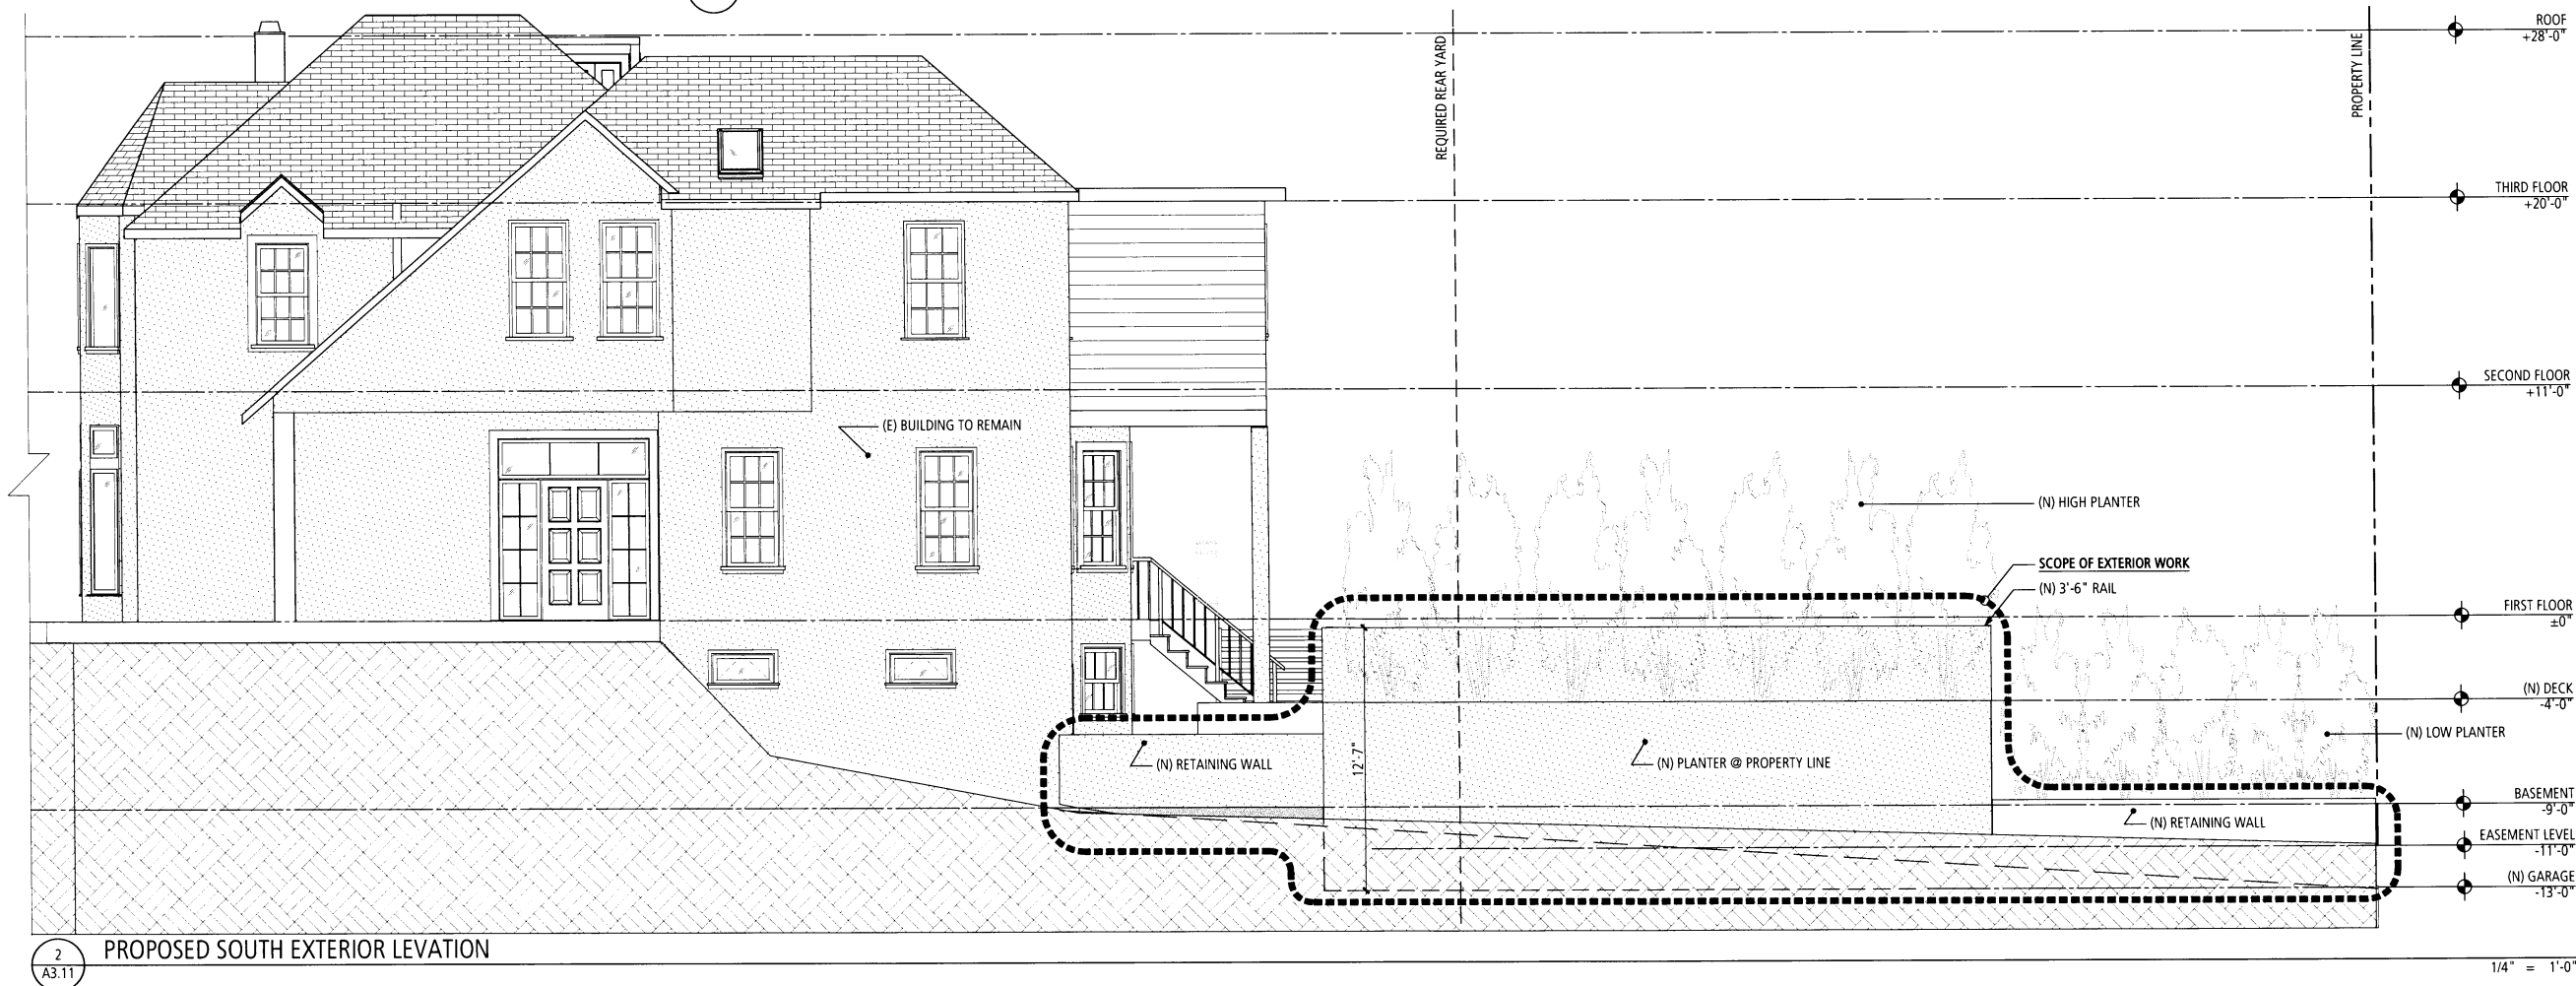 REQUIRED REAR YARD
PROPERTY LINE
ROOF
+28'-0"
THIRD FLOOR
+20'-0"
SECOND FLOOR
+11'-0"
(E) BUILDING TO REMAIN
(N) HIGH PLANTER
SCOPE OF EXTERIOR WORK
(N) 3'-6" RAIL
FIRST FLOOR
±0"
(N) DECK
-4'-0"
(N) LOW PLANTER
12'-7"
(N) RETAINING WALL
(N) PLANTER @ PROPERTY LINE
BASEMENT
-9'-0"
(N) RETAINING WALL
EASEMENT LEVEL
-11'-0"
(N) GARAGE
-13'-0"
2
A3.11
PROPOSED SOUTH EXTERIOR LEVATION
1/4" = 1'-0"